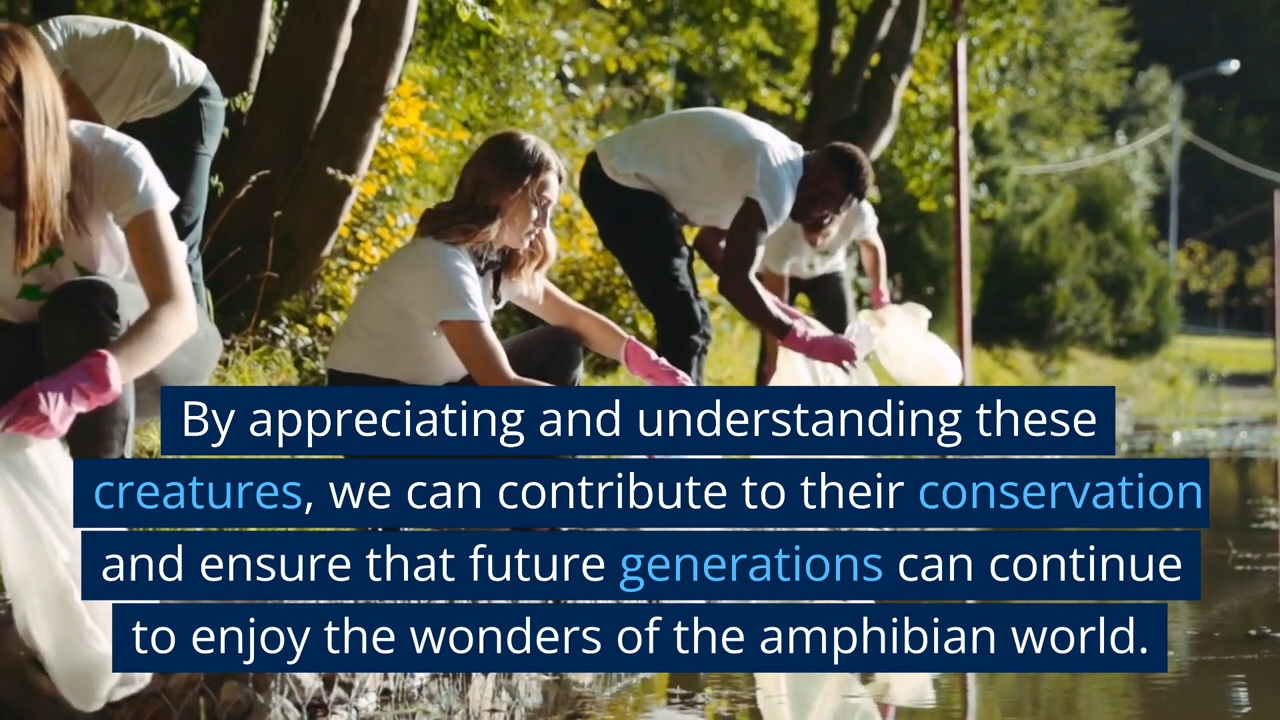 By appreciating and understanding these
creatures, we can contribute to their conservation
and ensure that future generations can continue
to enjoy the wonders of the amphibian world.